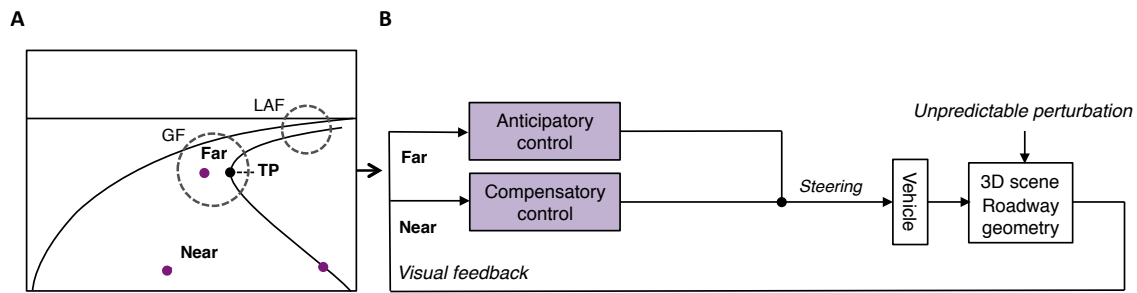 A
B
LAF
GF
Far
TP
Near
Anticipatory
control
Far
Compensatory
control
Near
Visual feedback
Steering
Vehicle
Unpredictable perturbation
3D scene
Roadway
geometry